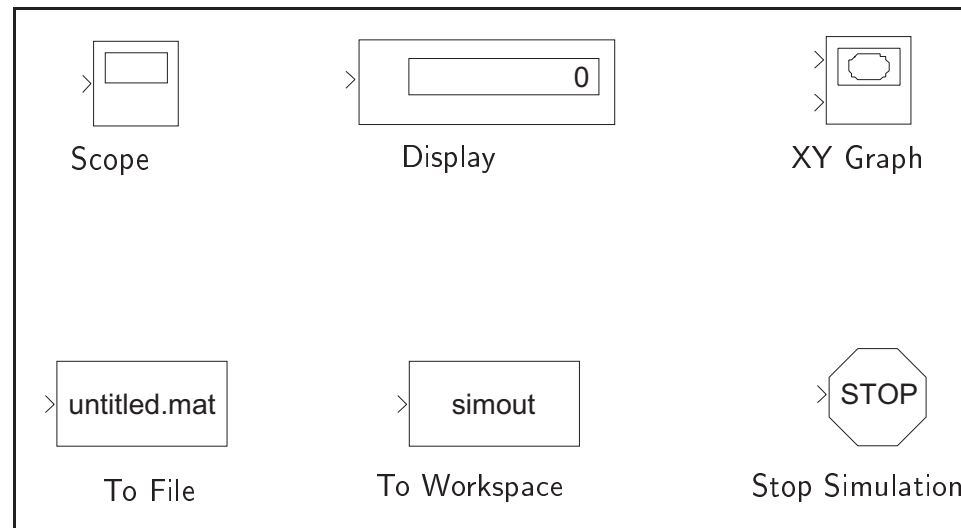 0
Scope
Display
XY Graph
untitled.mat
simout
STOP
To File
To Workspace
Stop Simulation